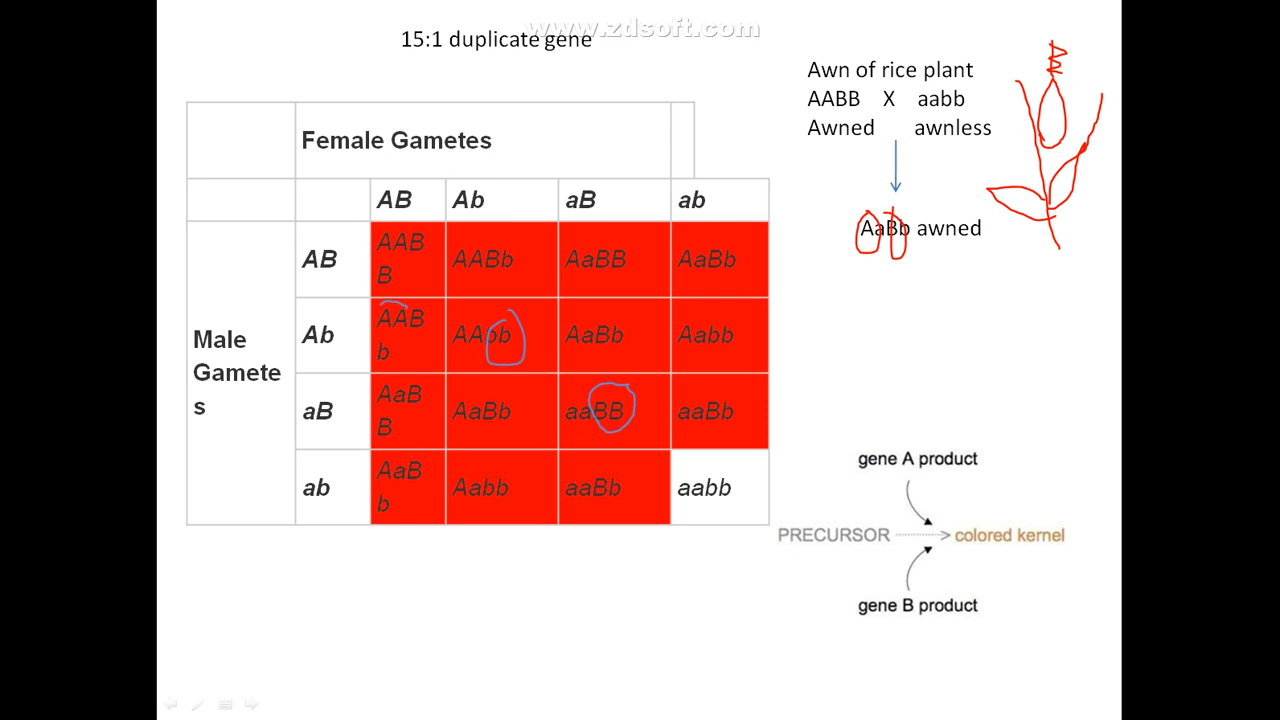 www.zdsoft.com
15:1 duplicate gene
Awn of rice plant
AABB X aabb
Awned awnless
AaBb awned
Female Gametes
AB Ab aB ab
Male
Gamete
s
AB AAB
B AABb AaBB AaBb
Ab AAB
b AAbb AaBb Aabb
aB AaB
B AaBb aaBB aaBb
ab AaB
b Aabb aaBb aabb
gene A product
PRECURSOR colored kernel
gene B product